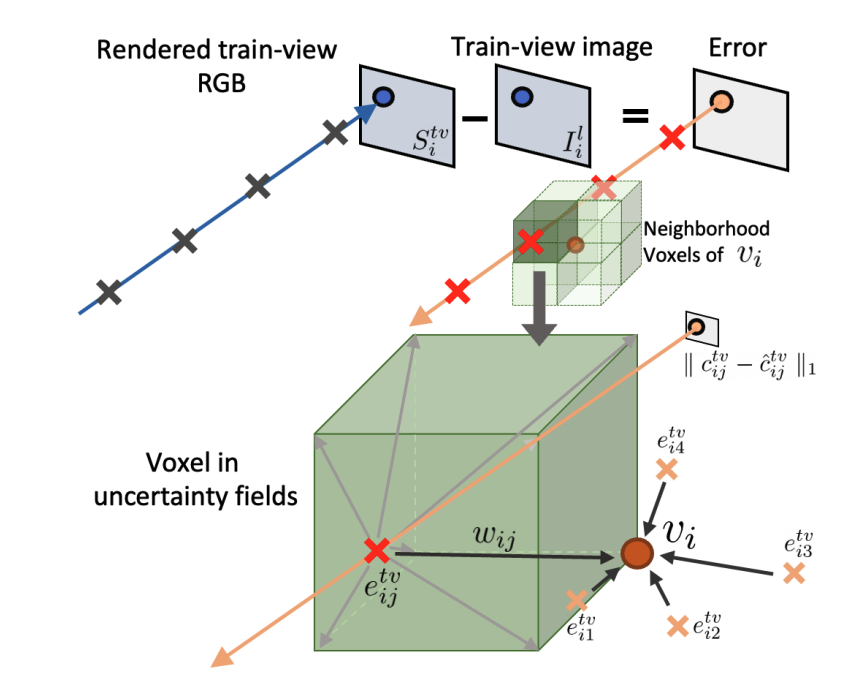 Rendered train-view
RGB
Train-view image
Error
$S_i^{tv}$
−
$I_i^l$
=
Neighborhood
Voxels of $v_i$
$\| c_{ij}^{tv} - \hat{c}_{ij}^{tv} \|_1$
Voxel in
uncertainty fields
$e_{i4}^{tv}$
$w_{ij}$
$v_i$
$e_{i3}^{tv}$
$e_{ij}^{tv}$
$e_{i1}^{tv}$
$e_{i2}^{tv}$